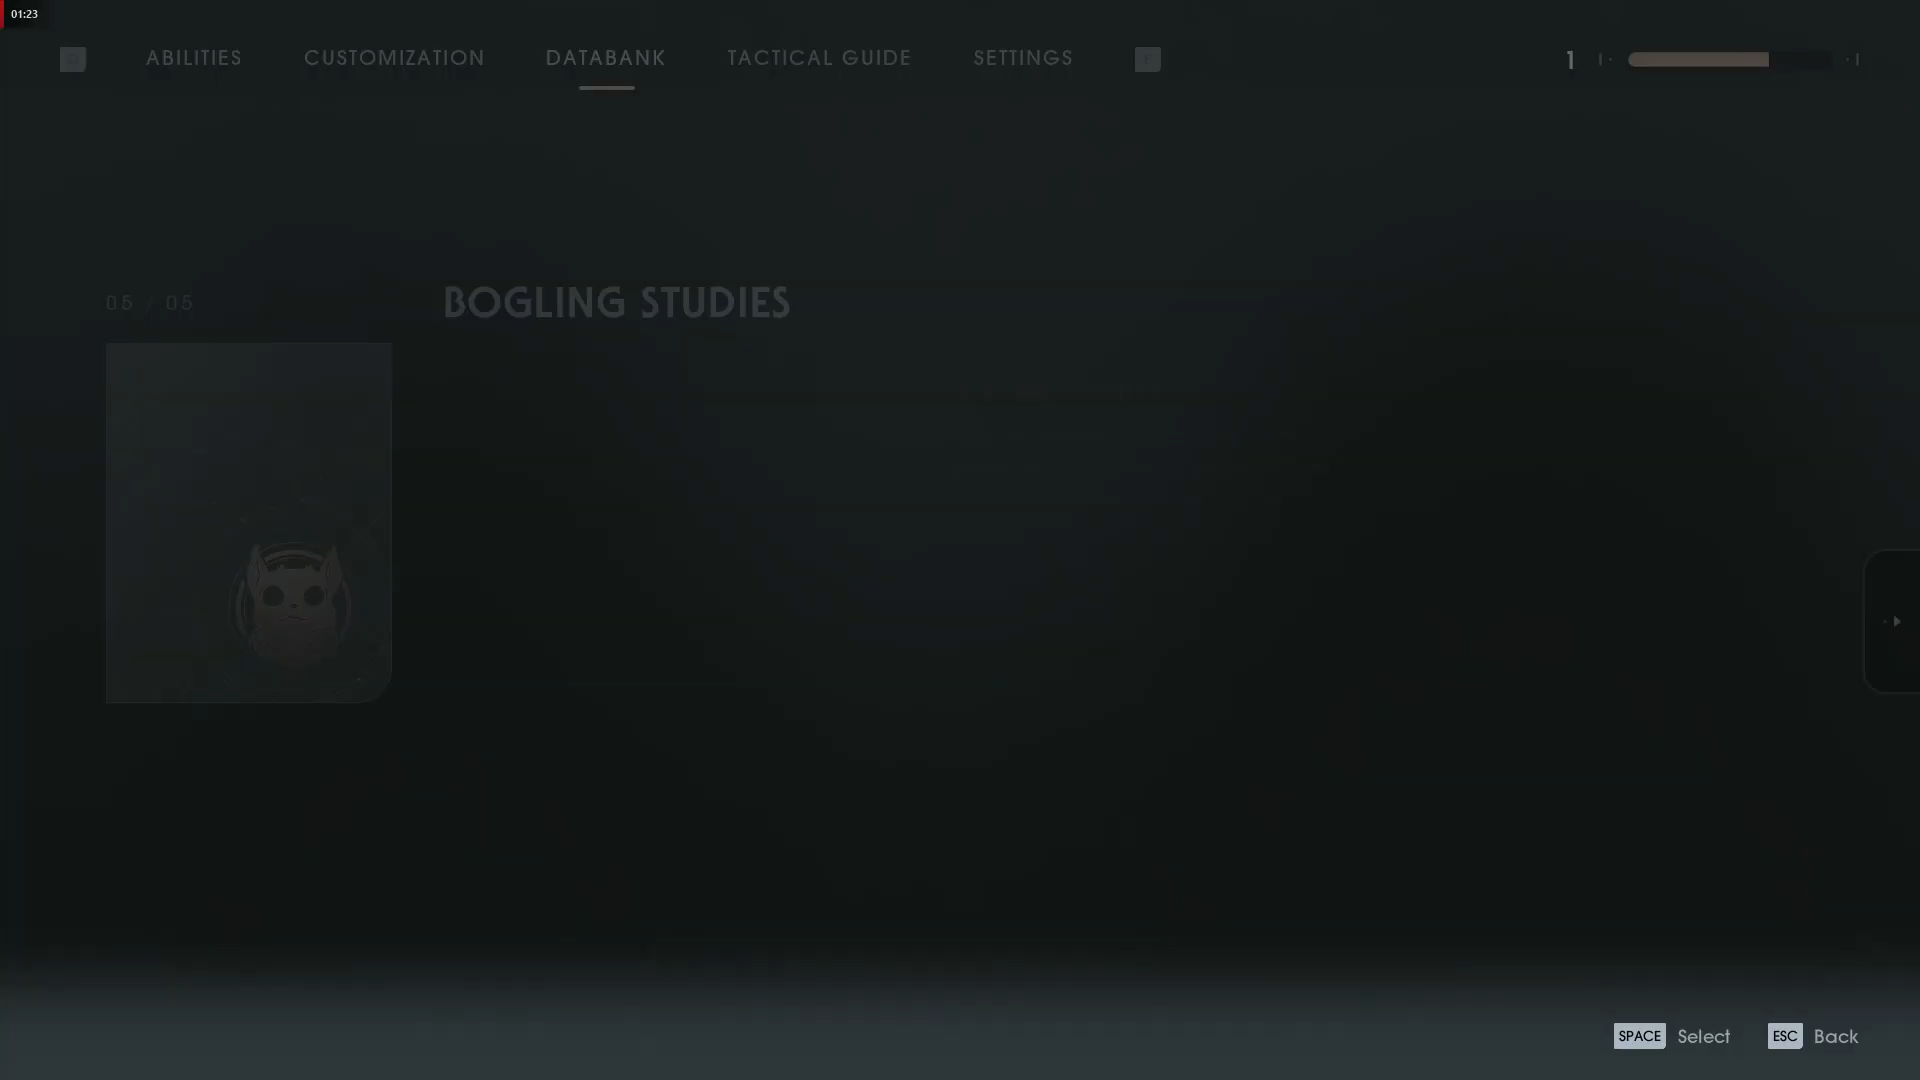 01:23
ABILITIES CUSTOMIZATION DATABANK TACTICAL GUIDE SETTINGS 1
05 / 05 BOGLING STUDIES
SPACE Select ESC Back